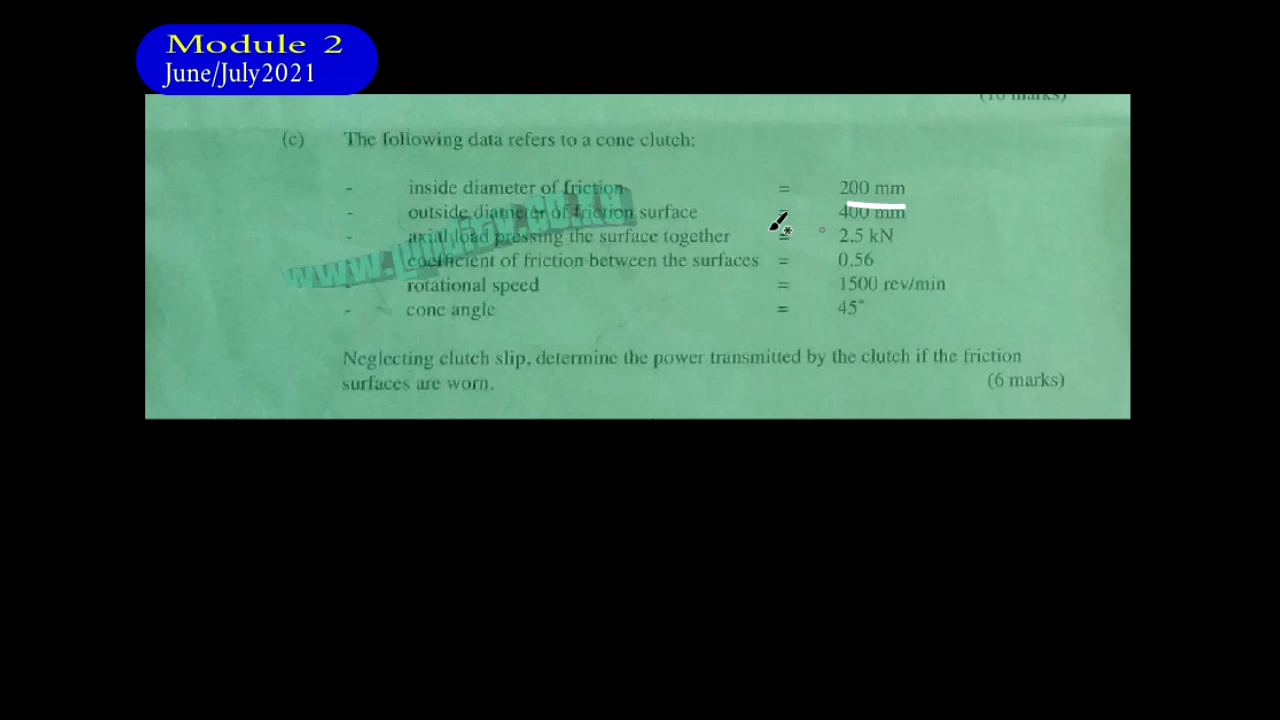 Module 2
June/July2021
(10 marks)
(c) The following data refers to a cone clutch:
- inside diameter of friction = 200 mm
- outside diameter of friction surface = 400 mm
- axial load pressing the surface together = 2.5 kN
- coefficient of friction between the surfaces = 0.56
- rotational speed = 1500 rev/min
- cone angle = 45°
Neglecting clutch slip, determine the power transmitted by the clutch if the friction
surfaces are worn. (6 marks)